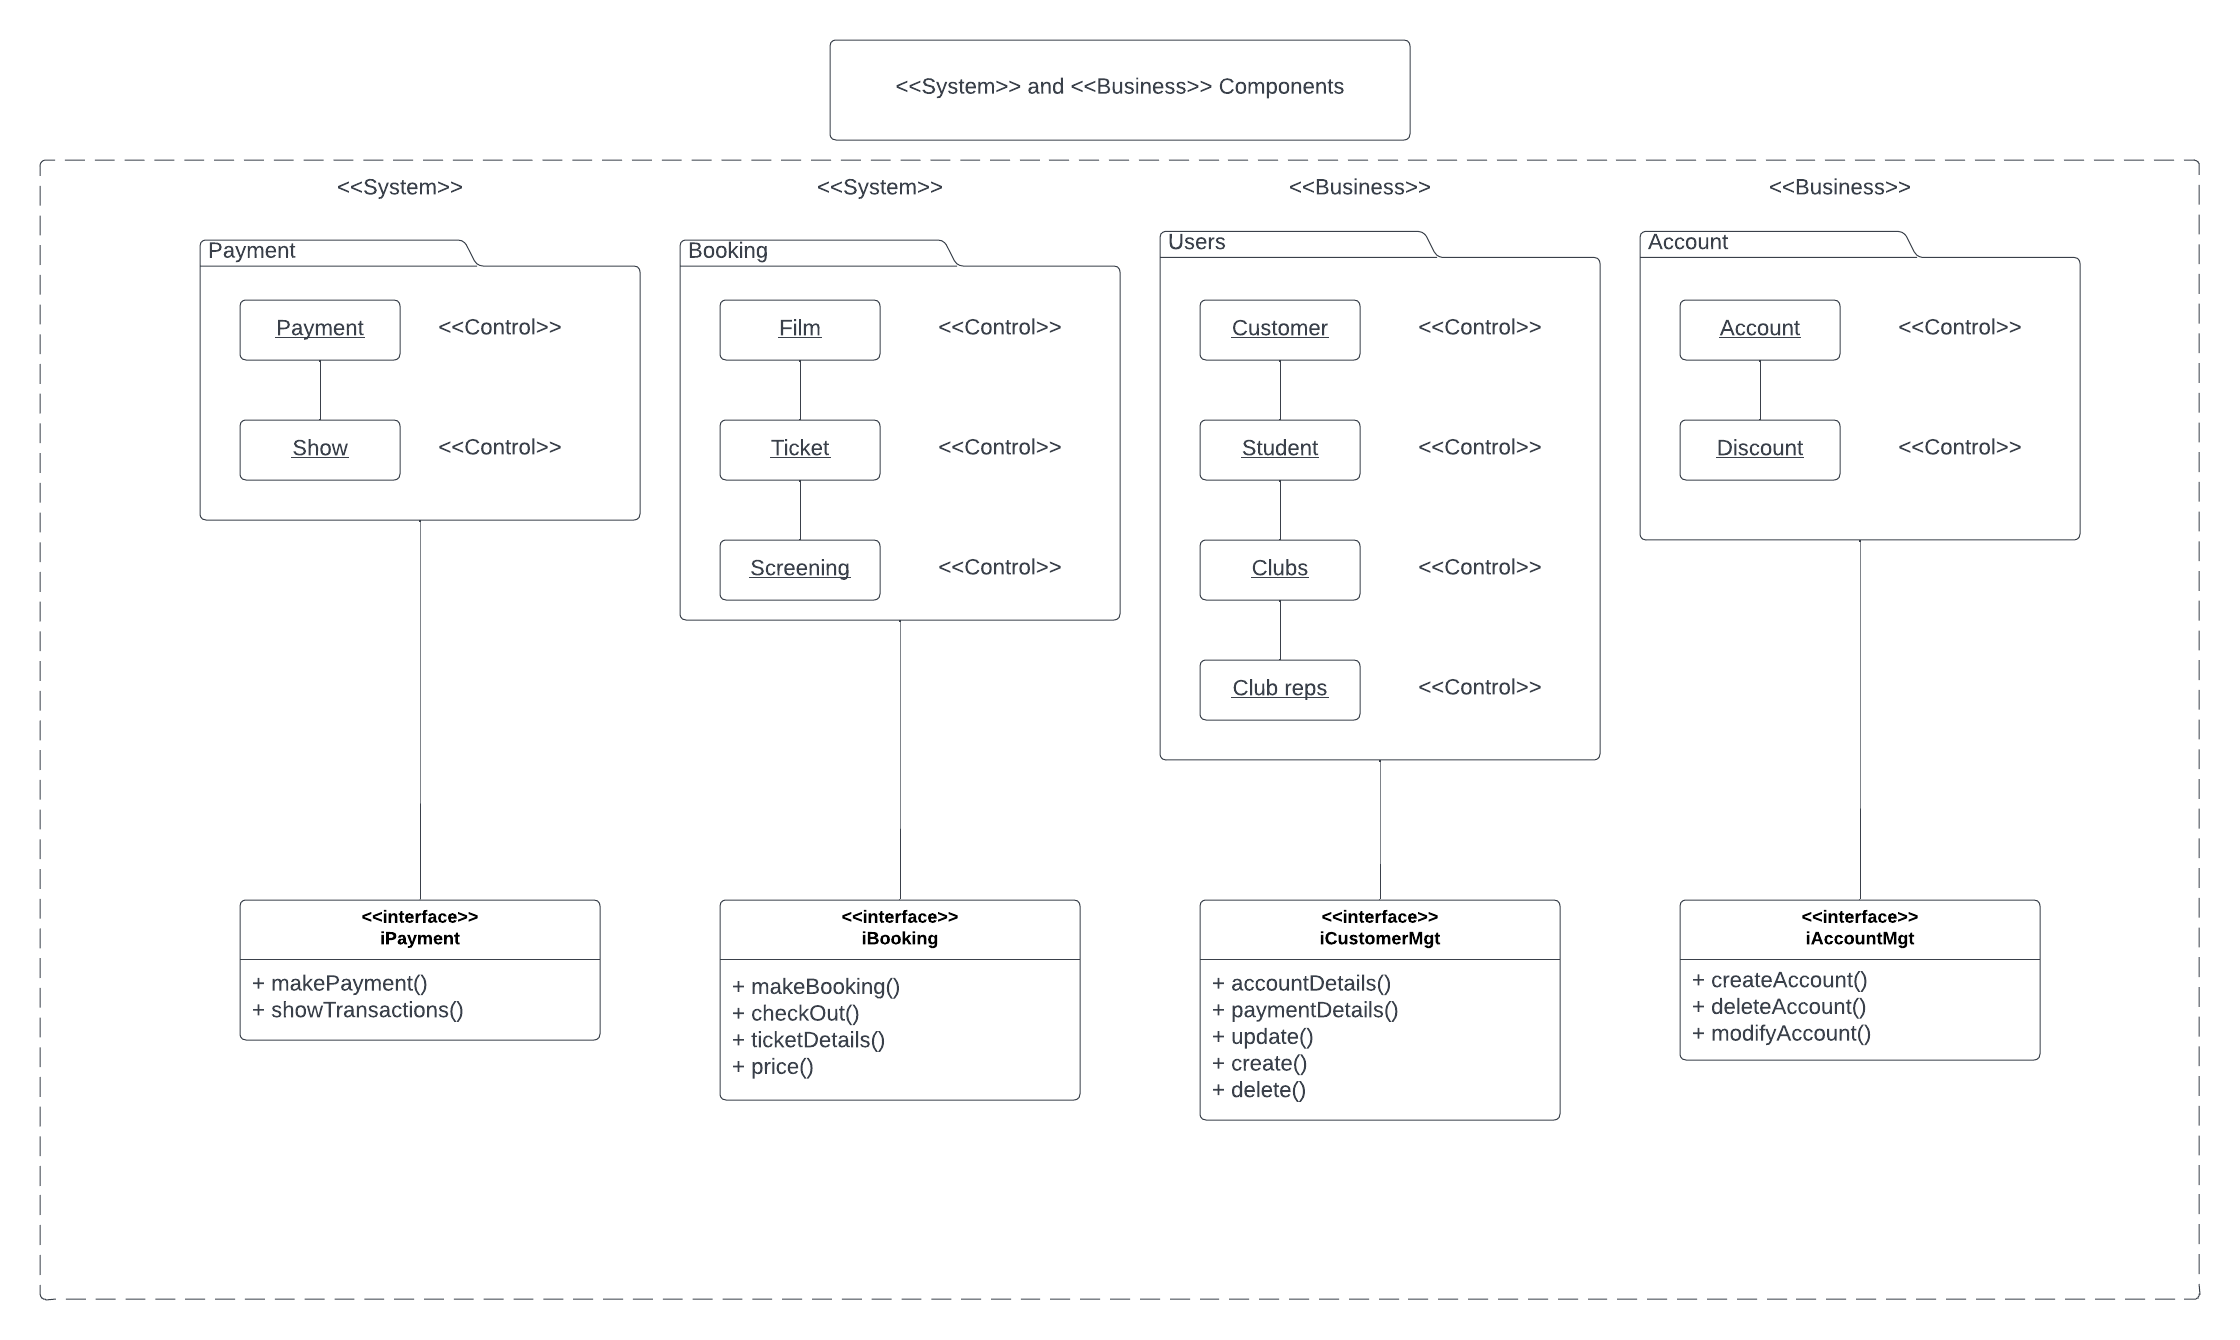 <<System>> and <<Business>> Components
<<System>>
<<System>>
<<Business>>
<<Business>>
Payment
Payment
<<Control>>
Show
<<Control>>
Booking
Film
<<Control>>
Ticket
<<Control>>
Screening
<<Control>>
Users
Customer
<<Control>>
Student
<<Control>>
Clubs
<<Control>>
Club reps
<<Control>>
Account
Account
<<Control>>
Discount
<<Control>>
<<interface>>
iPayment
+ makePayment()
+ showTransactions()
<<interface>>
iBooking
+ makeBooking()
+ checkOut()
+ ticketDetails()
+ price()
<<interface>>
iCustomerMgt
+ accountDetails()
+ paymentDetails()
+ update()
+ create()
+ delete()
<<interface>>
iAccountMgt
+ createAccount()
+ deleteAccount()
+ modifyAccount()